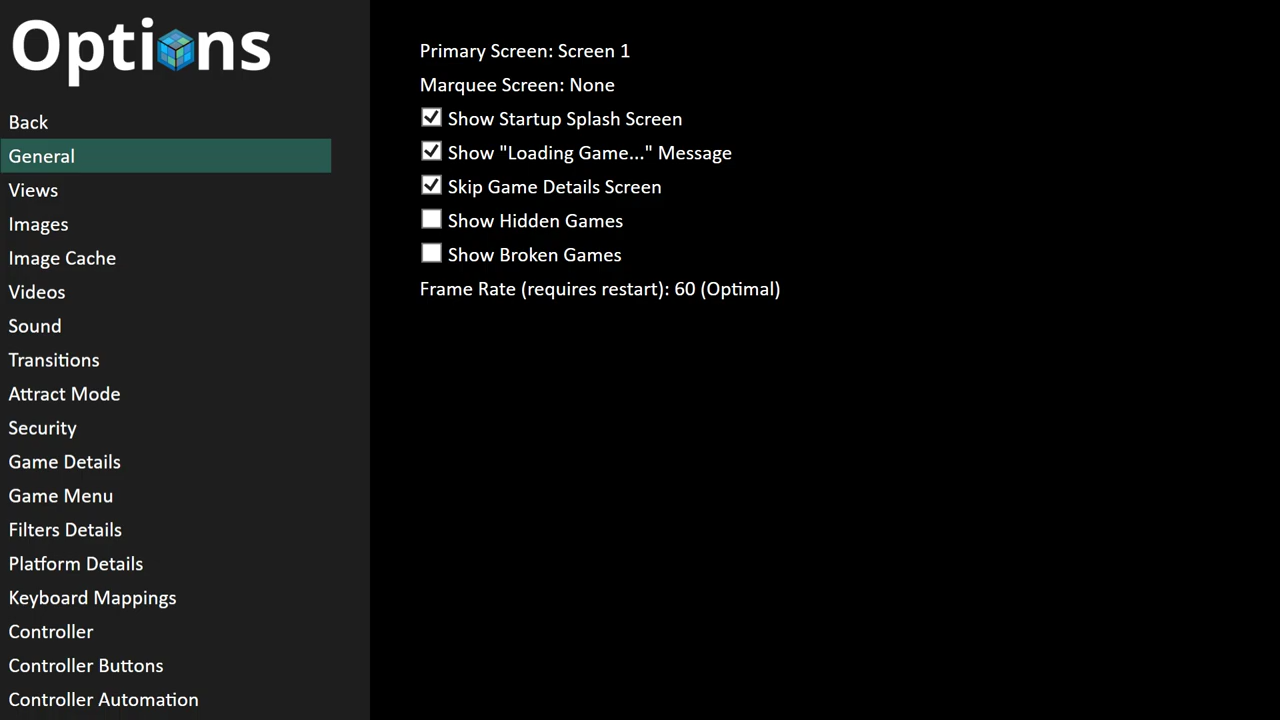 Options
Back
General
Views
Images
Image Cache
Videos
Sound
Transitions
Attract Mode
Security
Game Details
Game Menu
Filters Details
Platform Details
Keyboard Mappings
Controller
Controller Buttons
Controller Automation
Primary Screen: Screen 1
Marquee Screen: None
Show Startup Splash Screen
Show "Loading Game..." Message
Skip Game Details Screen
Show Hidden Games
Show Broken Games
Frame Rate (requires restart): 60 (Optimal)